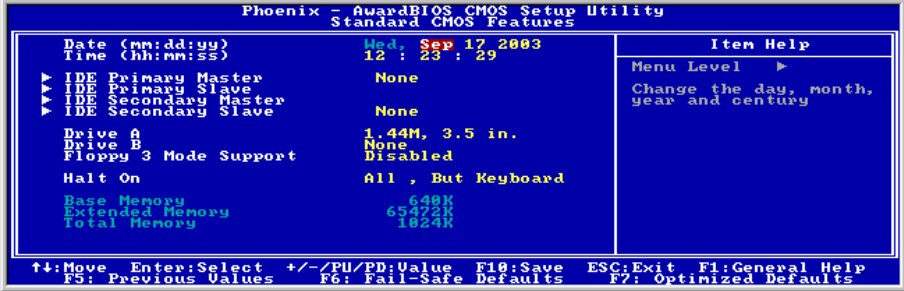 Phoenix - AwardBIOS CMOS Setup Utility
Standard CMOS Features
Date (mm:dd:yy) Wed, Sep 17 2003
Time (hh:mm:ss) 12 : 23 : 29
IDE Primary Master None
IDE Primary Slave
IDE Secondary Master
IDE Secondary Slave None
Drive A 1.44M, 3.5 in.
Drive B None
Floppy 3 Mode Support Disabled
Halt On All , But Keyboard
Base Memory 640K
Extended Memory 65472K
Total Memory 1024K
Item Help
Menu Level
Change the day, month,
year and century
↑↓:Move Enter:Select +/-/PU/PD:Value F10:Save ESC:Exit F1:General Help
F5: Previous Values F6: Fail-Safe Defaults F7: Optimized Defaults